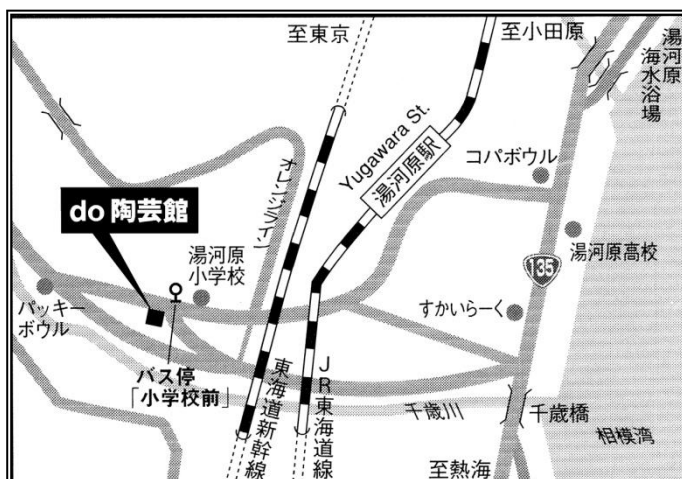 至東京
至小田原
湯河原
海水浴場
Yugawara St.
湯河原駅
コパボウル
オレンジライン
do 陶芸館
湯河原
小学校
135
湯河原高校
パッキー
ボウル
すかいらーく
バス停
「小学校前」
東海道新幹線
JR東海道線
千歳川
千歳橋
相模湾
至熱海